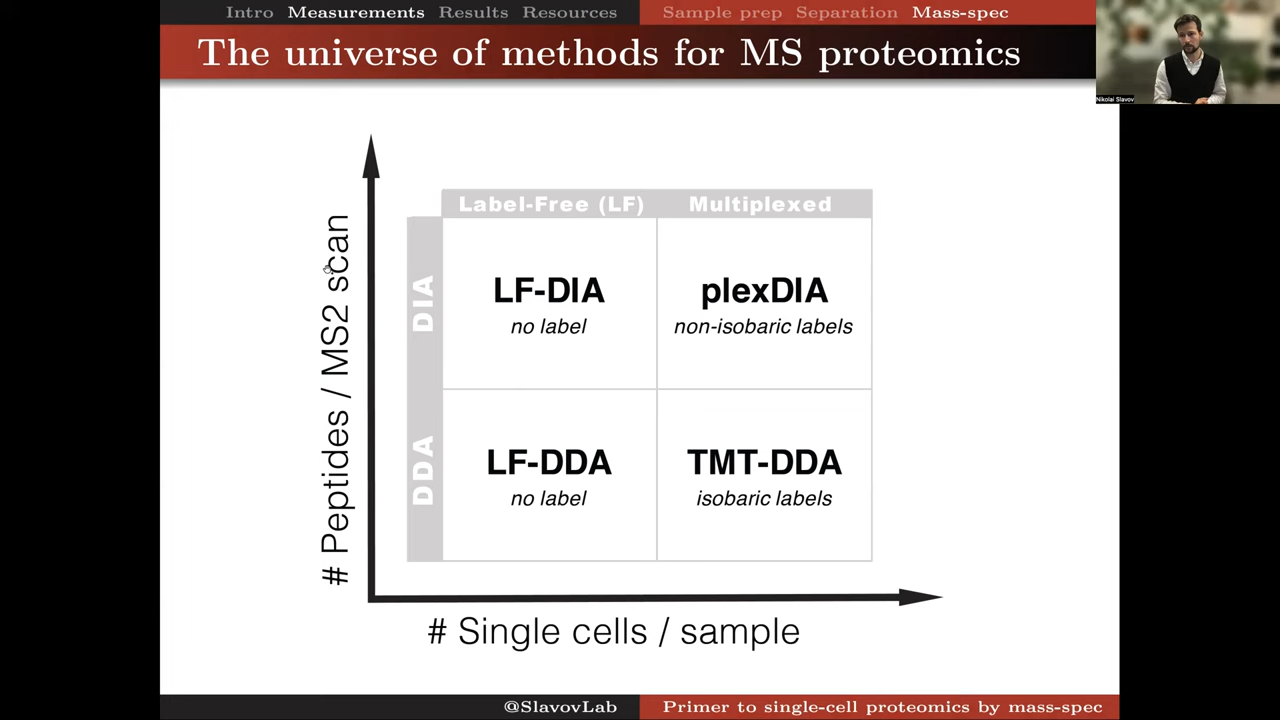 Intro Measurements Results Resources Sample prep Separation Mass-spec
The universe of methods for MS proteomics
Nikolai Slavov
# Peptides / MS2 scan
Label-Free (LF) Multiplexed
DIA
LF-DIA plexDIA
no label non-isobaric labels
DDA
LF-DDA TMT-DDA
no label isobaric labels
# Single cells / sample
@SlavovLab Primer to single-cell proteomics by mass-spec